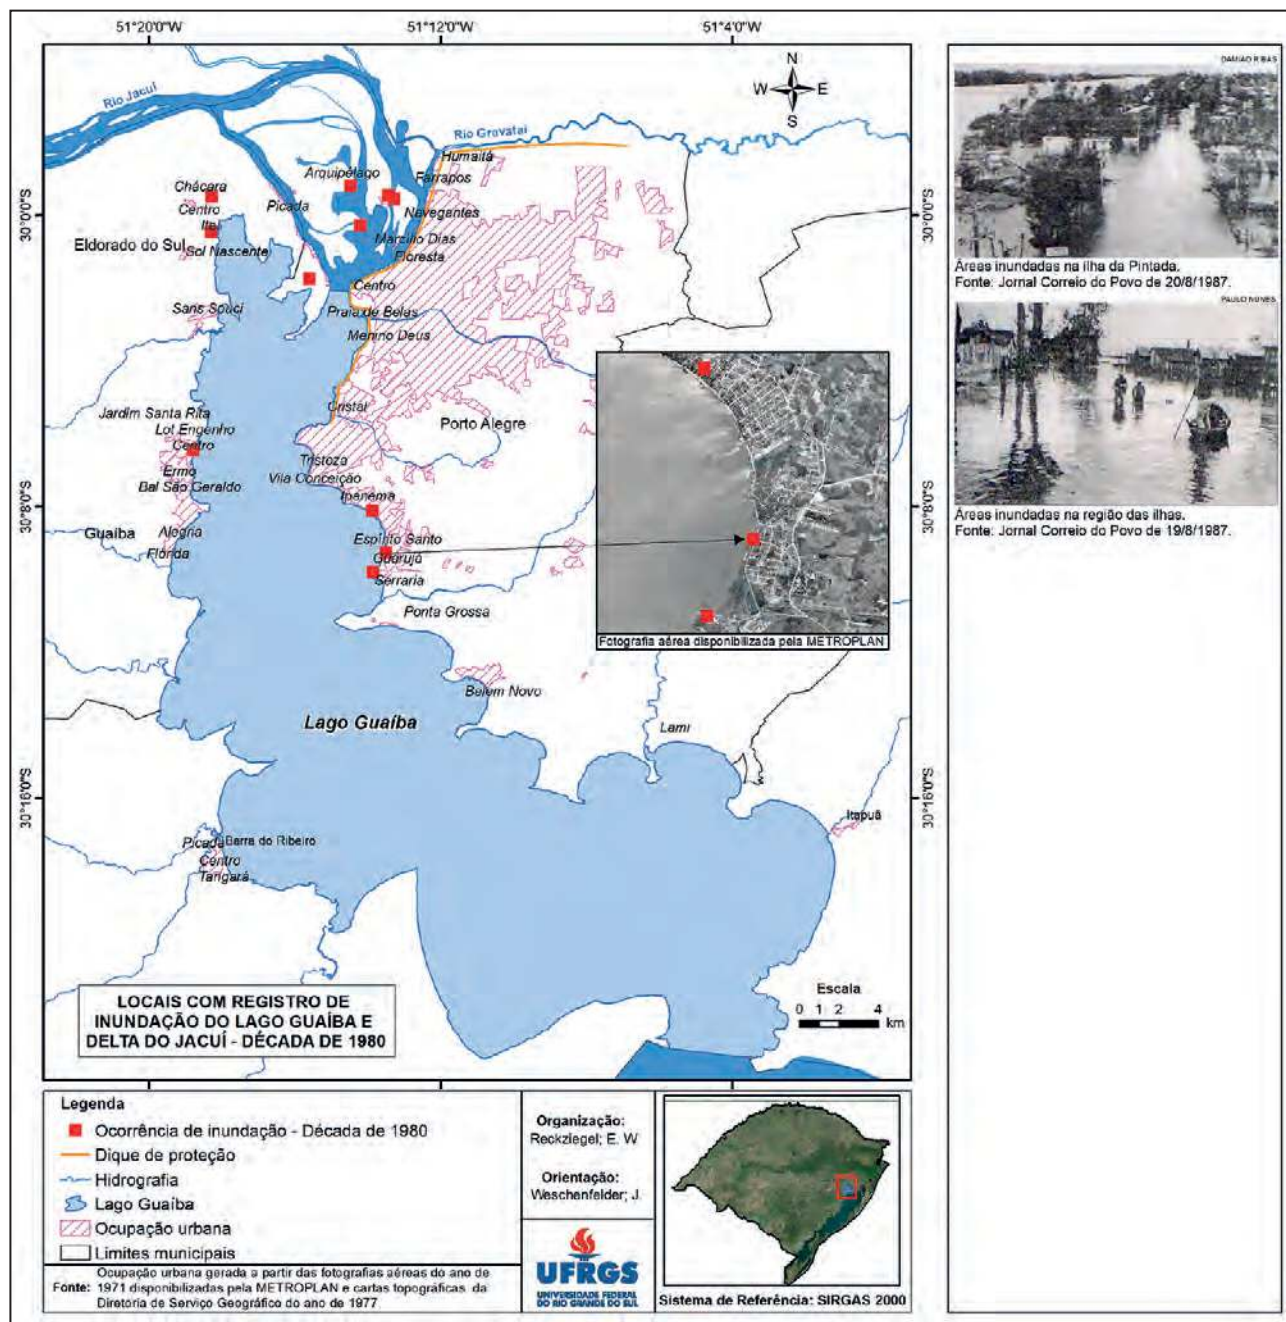 51°20'0"W
51°12'0"W
51°4'0"W
N
W
E
S
Rio Jacuí
Rio Gravataí
Humaitá
Farrapos
Arquipélago
Chácara
Picada
Navegantes
Centro
Itaí
Marcílio Dias
Eldorado do Sul
Sol Nascente
Floresta
Centro
Sans Souci
Praia de Belas
Menino Deus
30°0'0"S
30°0'0"S
Cristal
Jardim Santa Rita
Porto Alegre
Lot Engenho
Centro
Tristeza
Ermo
Vila Conceição
Bal São Geraldo
Ipanema
30°8'0"S
30°8'0"S
Guaíba
Alegria
Espírito Santo
Flórida
Guarujá
Serraria
Ponta Grossa
Fotografia aérea disponibilizada pela METROPLAN
Belem Novo
Lago Guaíba
Lami
30°16'0"S
30°16'0"S
Itapuã
Picada
Barra do Ribeiro
Centro
Tangará
LOCAIS COM REGISTRO DE
INUNDAÇÃO DO LAGO GUAÍBA E
DELTA DO JACUÍ - DÉCADA DE 1980
Escala
0 1 2 4
km
DAMIÃO RIBAS
Áreas inundadas na ilha da Pintada.
Fonte: Jornal Correio do Povo de 20/8/1987.
PAULO NUNES
Áreas inundadas na região das ilhas.
Fonte: Jornal Correio do Povo de 19/8/1987.
Legenda
Ocorrência de inundação - Década de 1980
Dique de proteção
Hidrografia
Lago Guaíba
Ocupação urbana
Limites municipais
Fonte: Ocupação urbana gerada a partir das fotografias aéreas do ano de
1971 disponibilizadas pela METROPLAN e cartas topográficas da
Diretoria de Serviço Geográfico do ano de 1977
Organização:
Reckziegel; E. W
Orientação:
Weschenfelder; J.
UFRGS
UNIVERSIDADE FEDERAL
DO RIO GRANDE DO SUL
Sistema de Referência: SIRGAS 2000